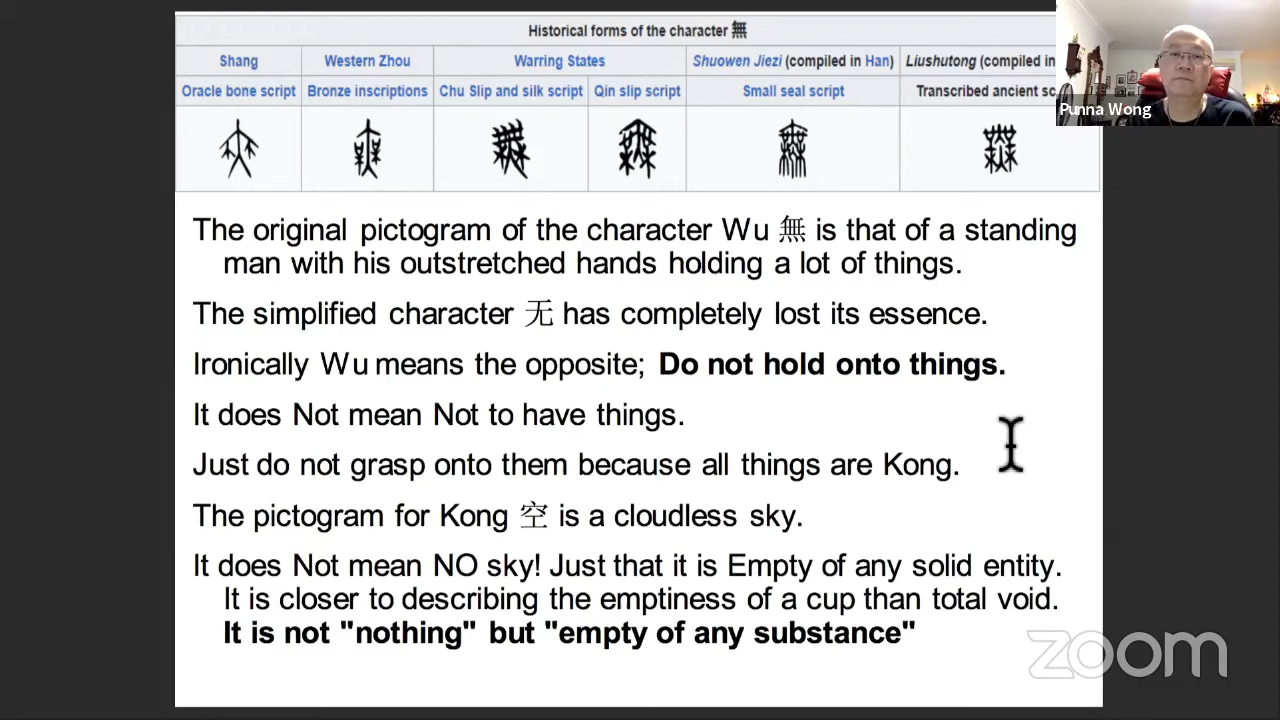 Historical forms of the character 無
Shang Western Zhou Warring States Shuowen Jiezi (compiled in Han) Liushutong (compiled in
Oracle bone script Bronze inscriptions Chu Slip and silk script Qin slip script Small seal script Transcribed ancient
Punna Wong
The original pictogram of the character Wu 無 is that of a standing
man with his outstretched hands holding a lot of things.
The simplified character 无 has completely lost its essence.
Ironically Wu means the opposite; Do not hold onto things.
It does Not mean Not to have things.
Just do not grasp onto them because all things are Kong.
The pictogram for Kong 空 is a cloudless sky.
It does Not mean NO sky! Just that it is Empty of any solid entity.
It is closer to describing the emptiness of a cup than total void.
It is not "nothing" but "empty of any substance"
zoom